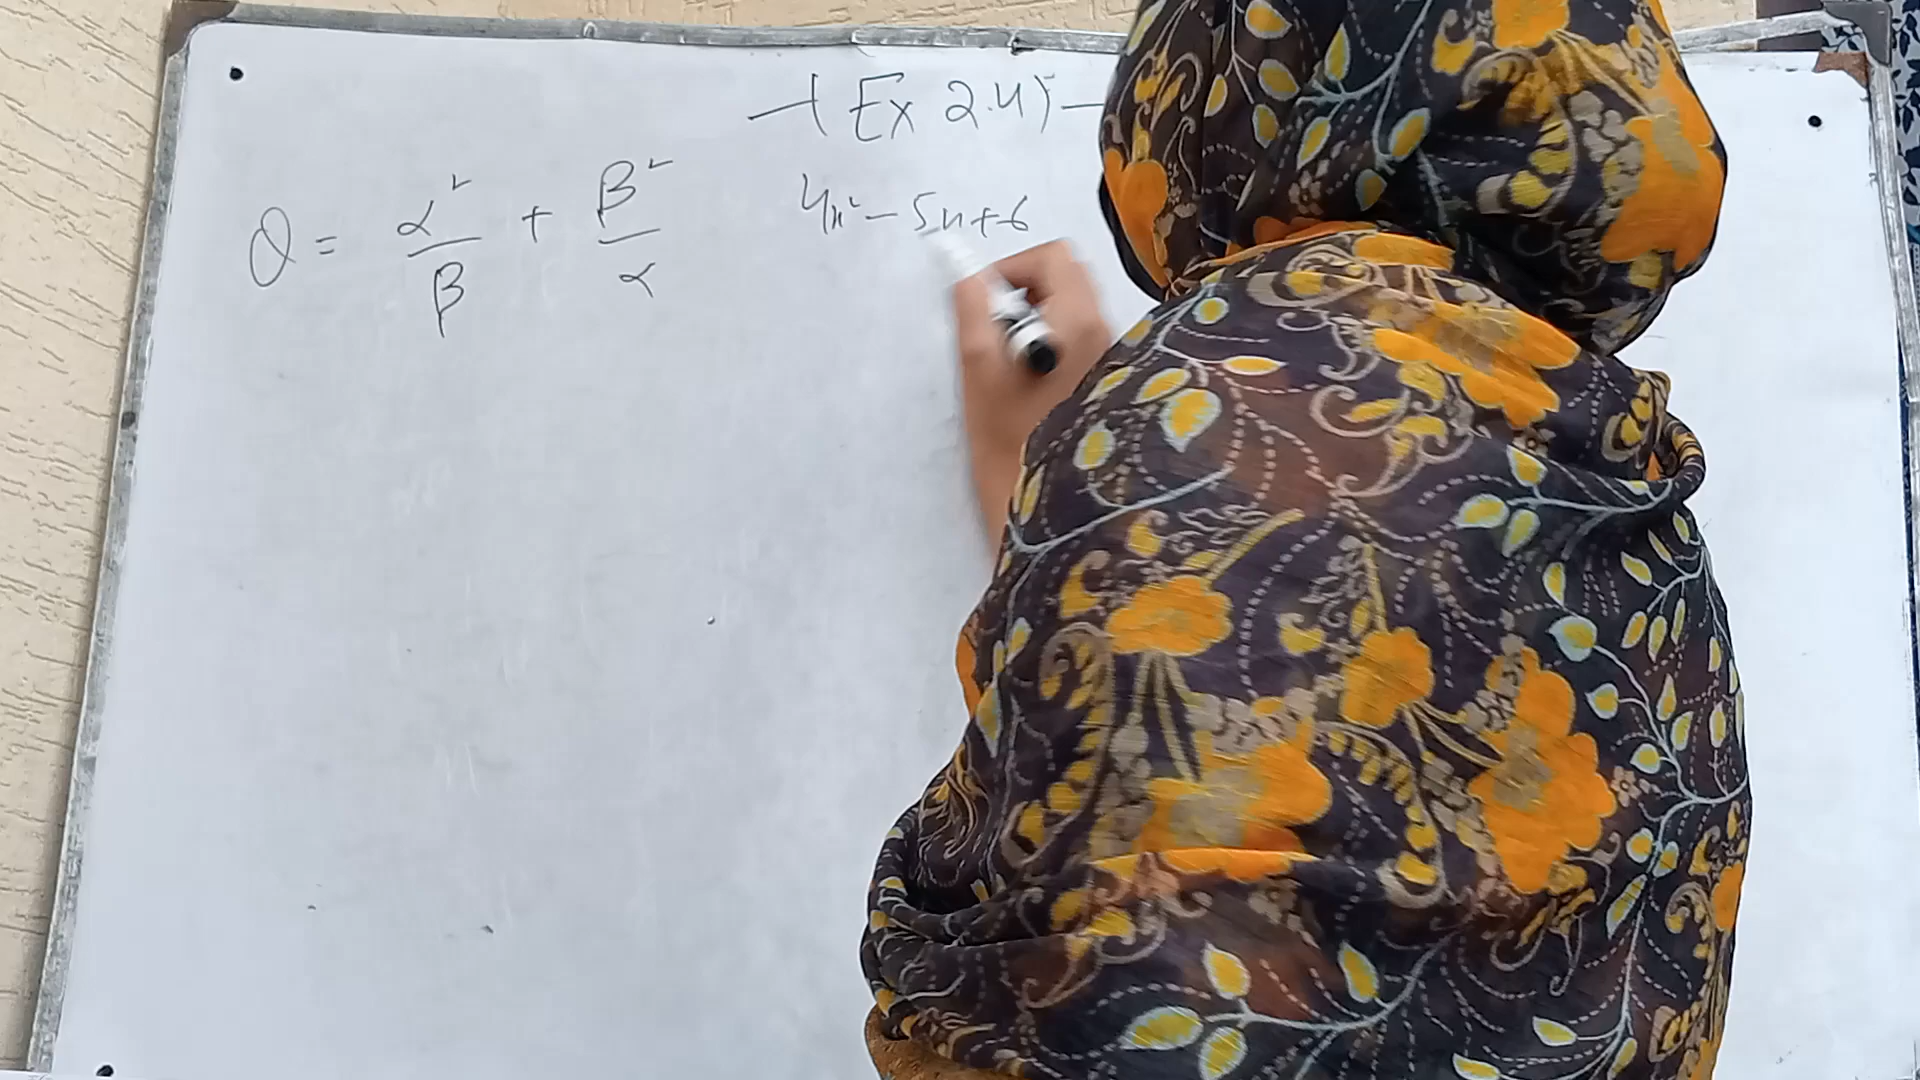 (Ex 2.4)
Q = α²/β + β²/α
4x² - 5x + 6